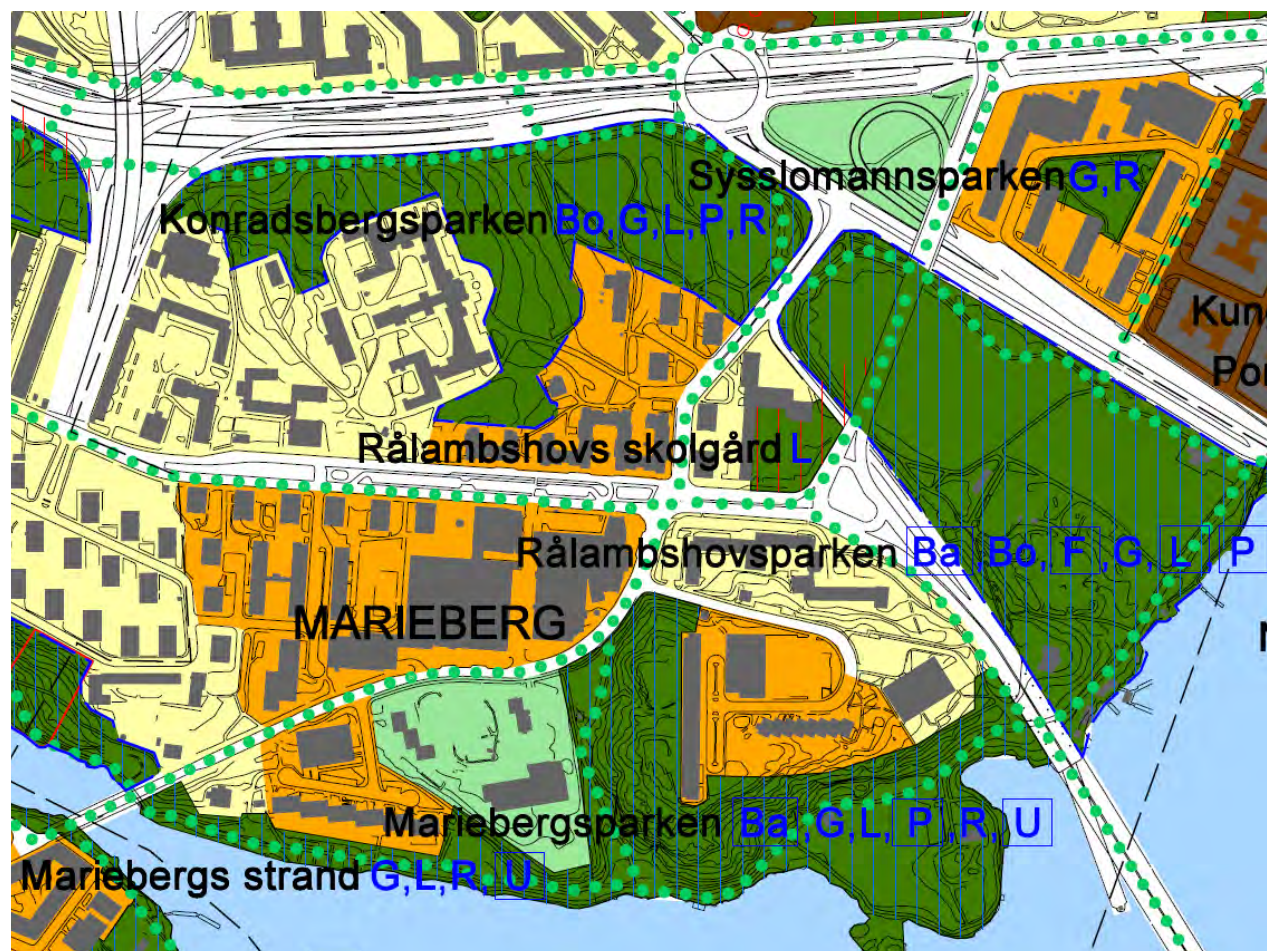 Sysslomannsparken G,R
Konradsbergsparken Bo,G,L,P,R
Rålambshovs skolgård L
Rålambshovsparken Ba ,Bo, F ,G, L , P
MARIEBERG
Mariebergsparken Ba ,G,L, P ,R, U
Mariebergs strand G,L,R, U